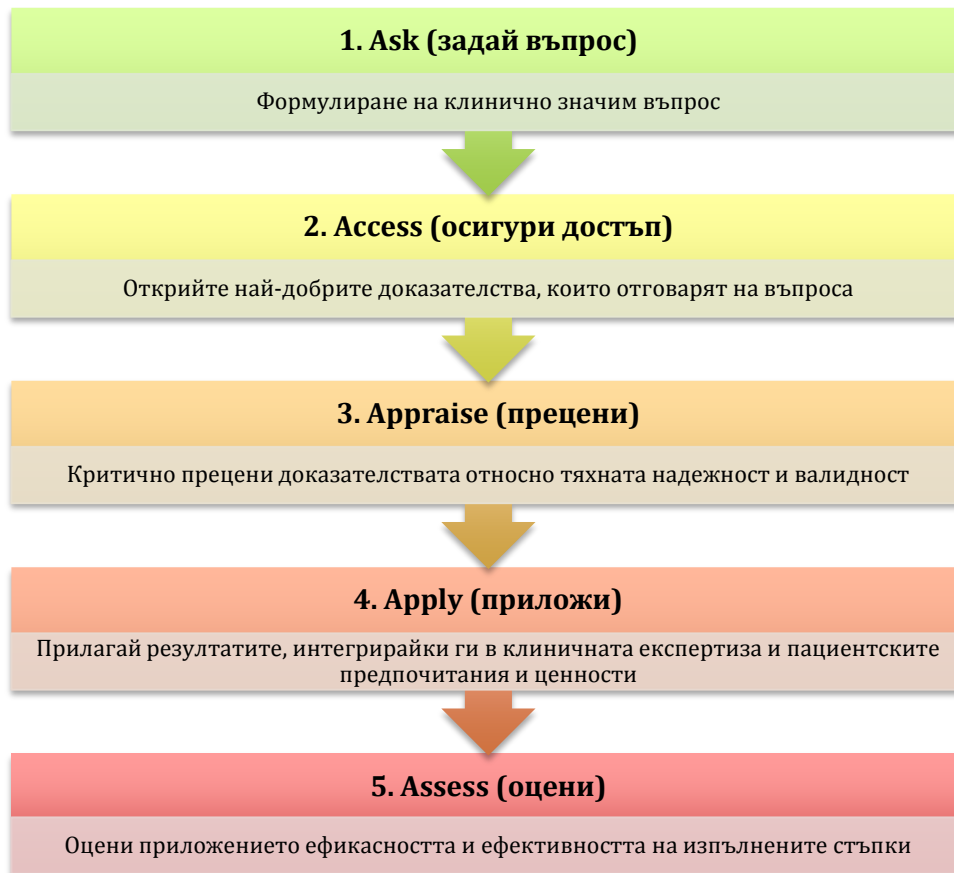 1. Ask (задай въпрос)
Формулиране на клинично значим въпрос
2. Access (осигури достъп)
Открийте най-добрите доказателства, които отговарят на въпроса
3. Appraise (прецени)
Критично прецени доказателствата относно тяхната надежност и валидност
4. Apply (приложи)
Прилагай резултатите, интегрирайки ги в клиничната експертиза и пациентските
предпочитания и ценности
5. Assess (оцени)
Оцени приложението ефикасността и ефективността на изпълнените стъпки